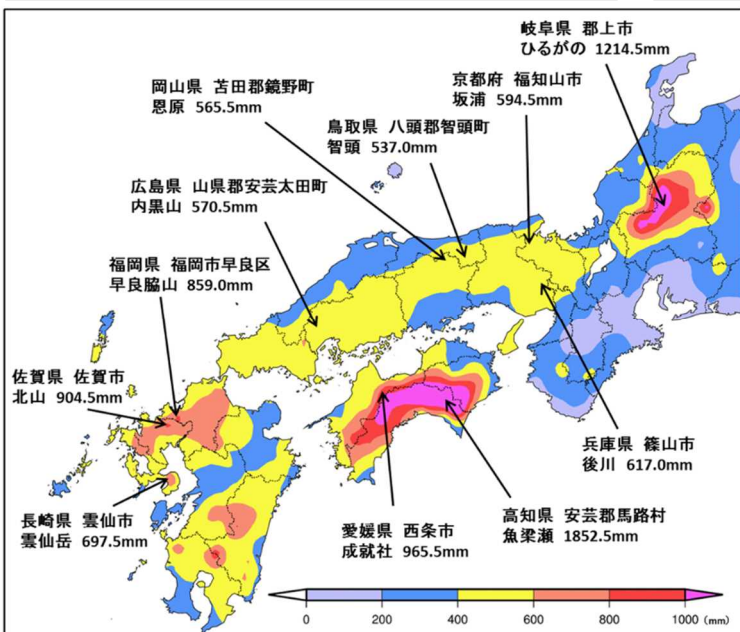 岐阜県 郡上市
ひるがの 1214.5mm
岡山県 苫田郡鏡野町
恩原 565.5mm
京都府 福知山市
坂浦 594.5mm
鳥取県 八頭郡智頭町
智頭 537.0mm
広島県 山県郡安芸太田町
内黒山 570.5mm
福岡県 福岡市早良区
早良脇山 859.0mm
佐賀県 佐賀市
北山 904.5mm
兵庫県 篠山市
後川 617.0mm
長崎県 雲仙市
雲仙岳 697.5mm
愛媛県 西条市
成就社 965.5mm
高知県 安芸郡馬路村
魚梁瀬 1852.5mm
0 200 400 600 800 1000 (mm)